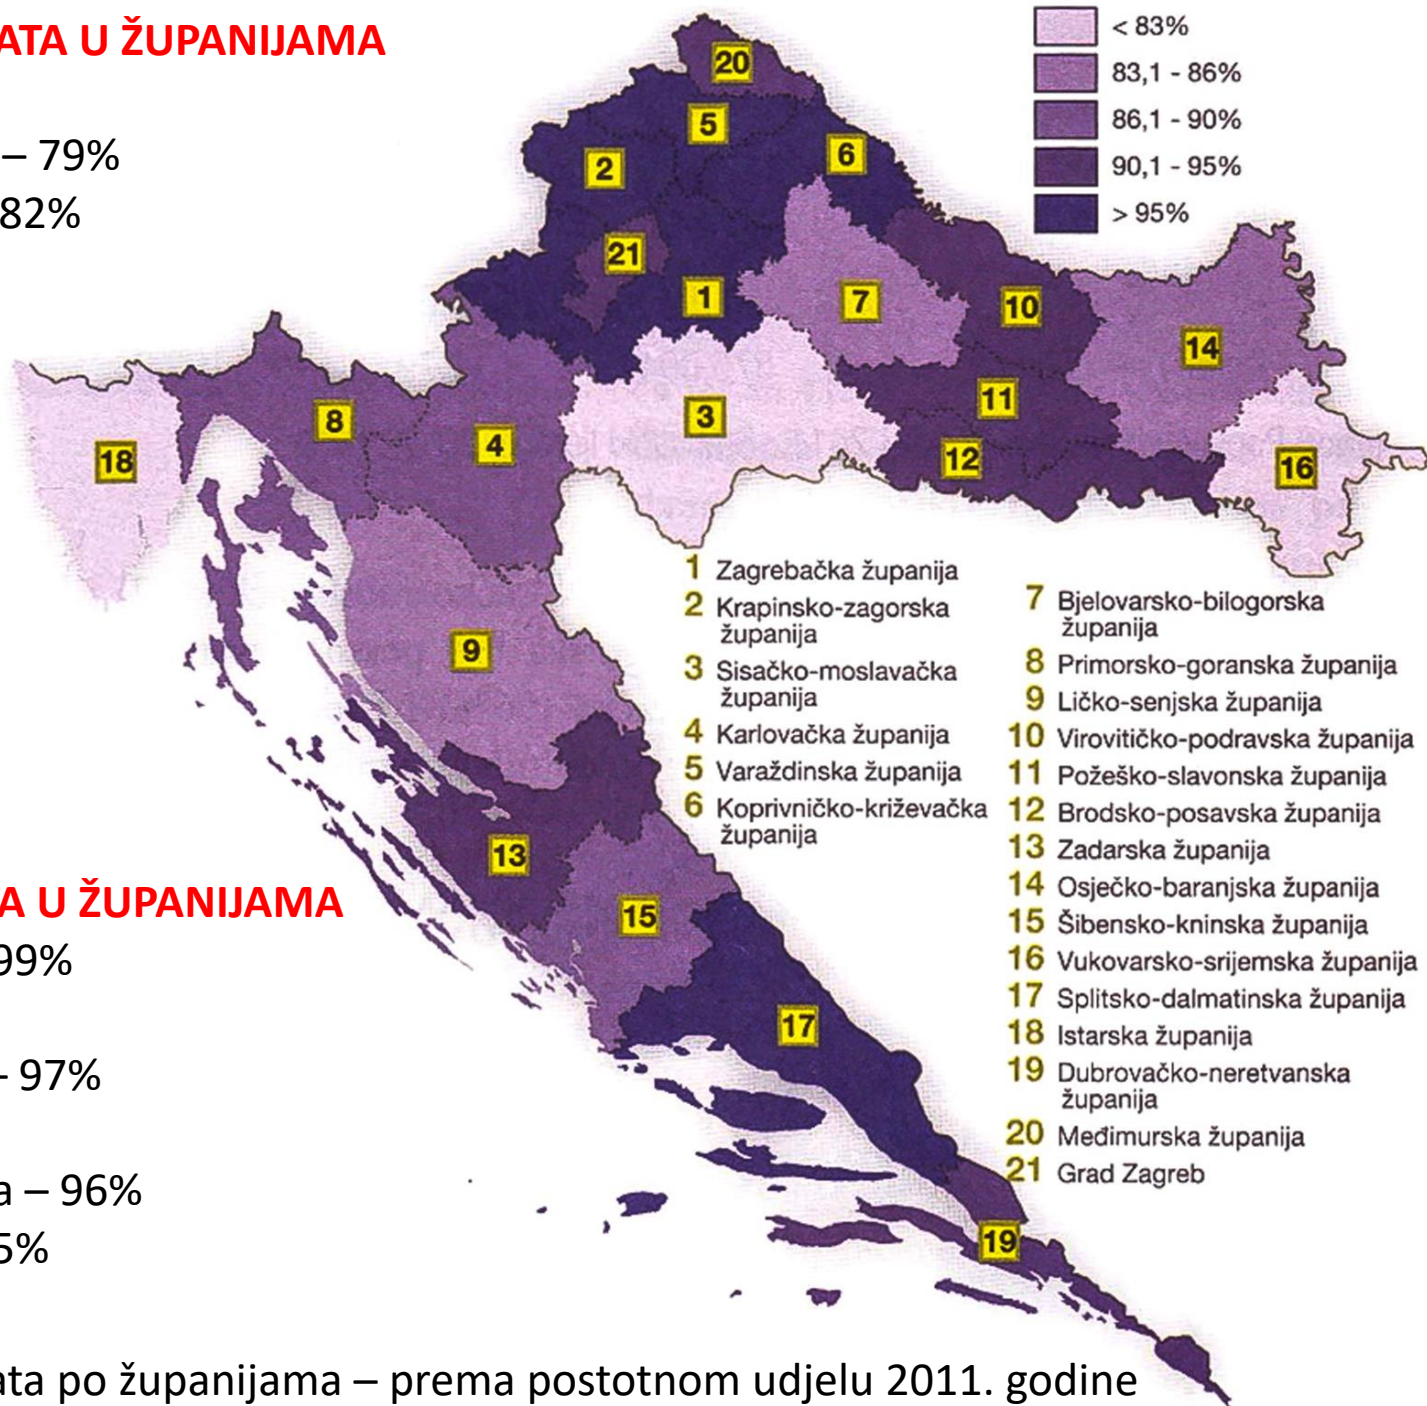 ATA U ŽUPANIJAMA
– 79%
82%
< 83%
83,1 - 86%
86,1 - 90%
90,1 - 95%
> 95%
20
5
6
2
21
1
7
10
14
8
4
3
11
12
18
16
9
13
15
17
19
1 Zagrebačka županija
2 Krapinsko-zagorska
županija
3 Sisačko-moslavačka
županija
4 Karlovačka županija
5 Varaždinska županija
6 Koprivničko-križevačka
županija
7 Bjelovarsko-bilogorska
županija
8 Primorsko-goranska županija
9 Ličko-senjska županija
10 Virovitičko-podravska županija
11 Požeško-slavonska županija
12 Brodsko-posavska županija
13 Zadarska županija
14 Osječko-baranjska županija
15 Šibensko-kninska županija
16 Vukovarsko-srijemska županija
17 Splitsko-dalmatinska županija
18 Istarska županija
19 Dubrovačko-neretvanska
županija
20 Međimurska županija
21 Grad Zagreb
A U ŽUPANIJAMA
99%
– 97%
a – 96%
5%
ata po županijama – prema postotnom udjelu 2011. godine